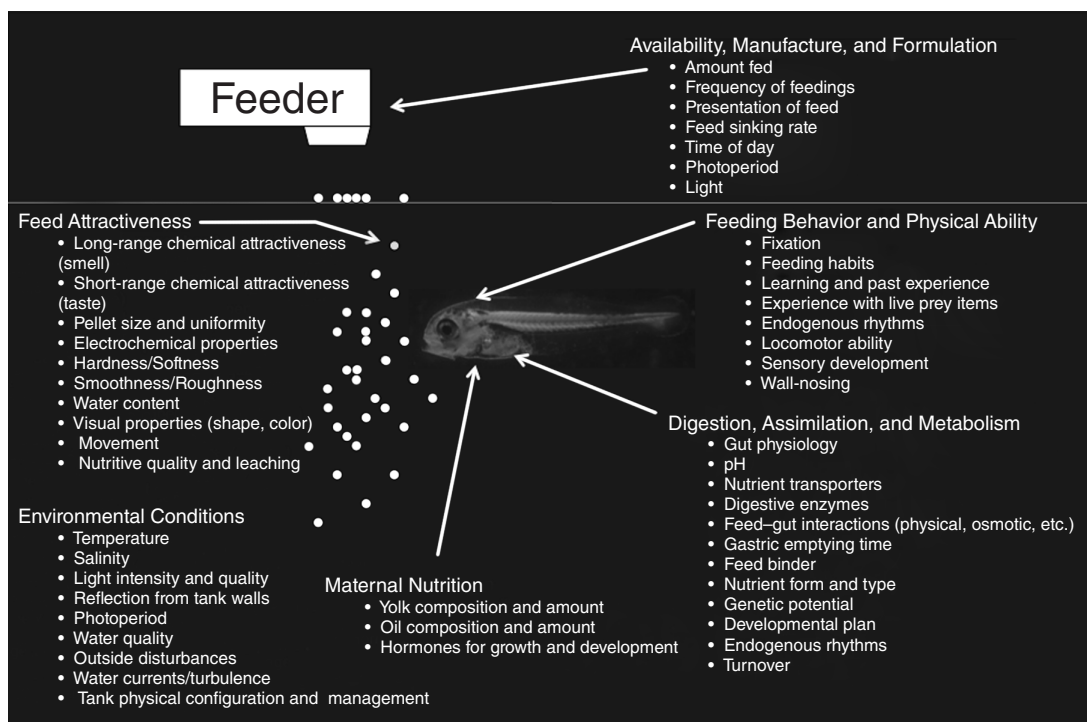 Availability, Manufacture, and Formulation
• Amount fed
• Frequency of feedings
• Presentation of feed
• Feed sinking rate
• Time of day
• Photoperiod
• Light
Feeder
Feed Attractiveness
• Long-range chemical attractiveness
(smell)
• Short-range chemical attractiveness
(taste)
• Pellet size and uniformity
• Electrochemical properties
• Hardness/Softness
• Smoothness/Roughness
• Water content
• Visual properties (shape, color)
• Movement
• Nutritive quality and leaching
Feeding Behavior and Physical Ability
• Fixation
• Feeding habits
• Learning and past experience
• Experience with live prey items
• Endogenous rhythms
• Locomotor ability
• Sensory development
• Wall-nosing
Digestion, Assimilation, and Metabolism
• Gut physiology
• pH
• Nutrient transporters
• Digestive enzymes
• Feed–gut interactions (physical, osmotic, etc.)
• Gastric emptying time
• Feed binder
• Nutrient form and type
• Genetic potential
• Developmental plan
• Endogenous rhythms
• Turnover
Environmental Conditions
• Temperature
• Salinity
• Light intensity and quality
• Reflection from tank walls
• Photoperiod
• Water quality
• Outside disturbances
• Water currents/turbulence
• Tank physical configuration and management
Maternal Nutrition
• Yolk composition and amount
• Oil composition and amount
• Hormones for growth and development